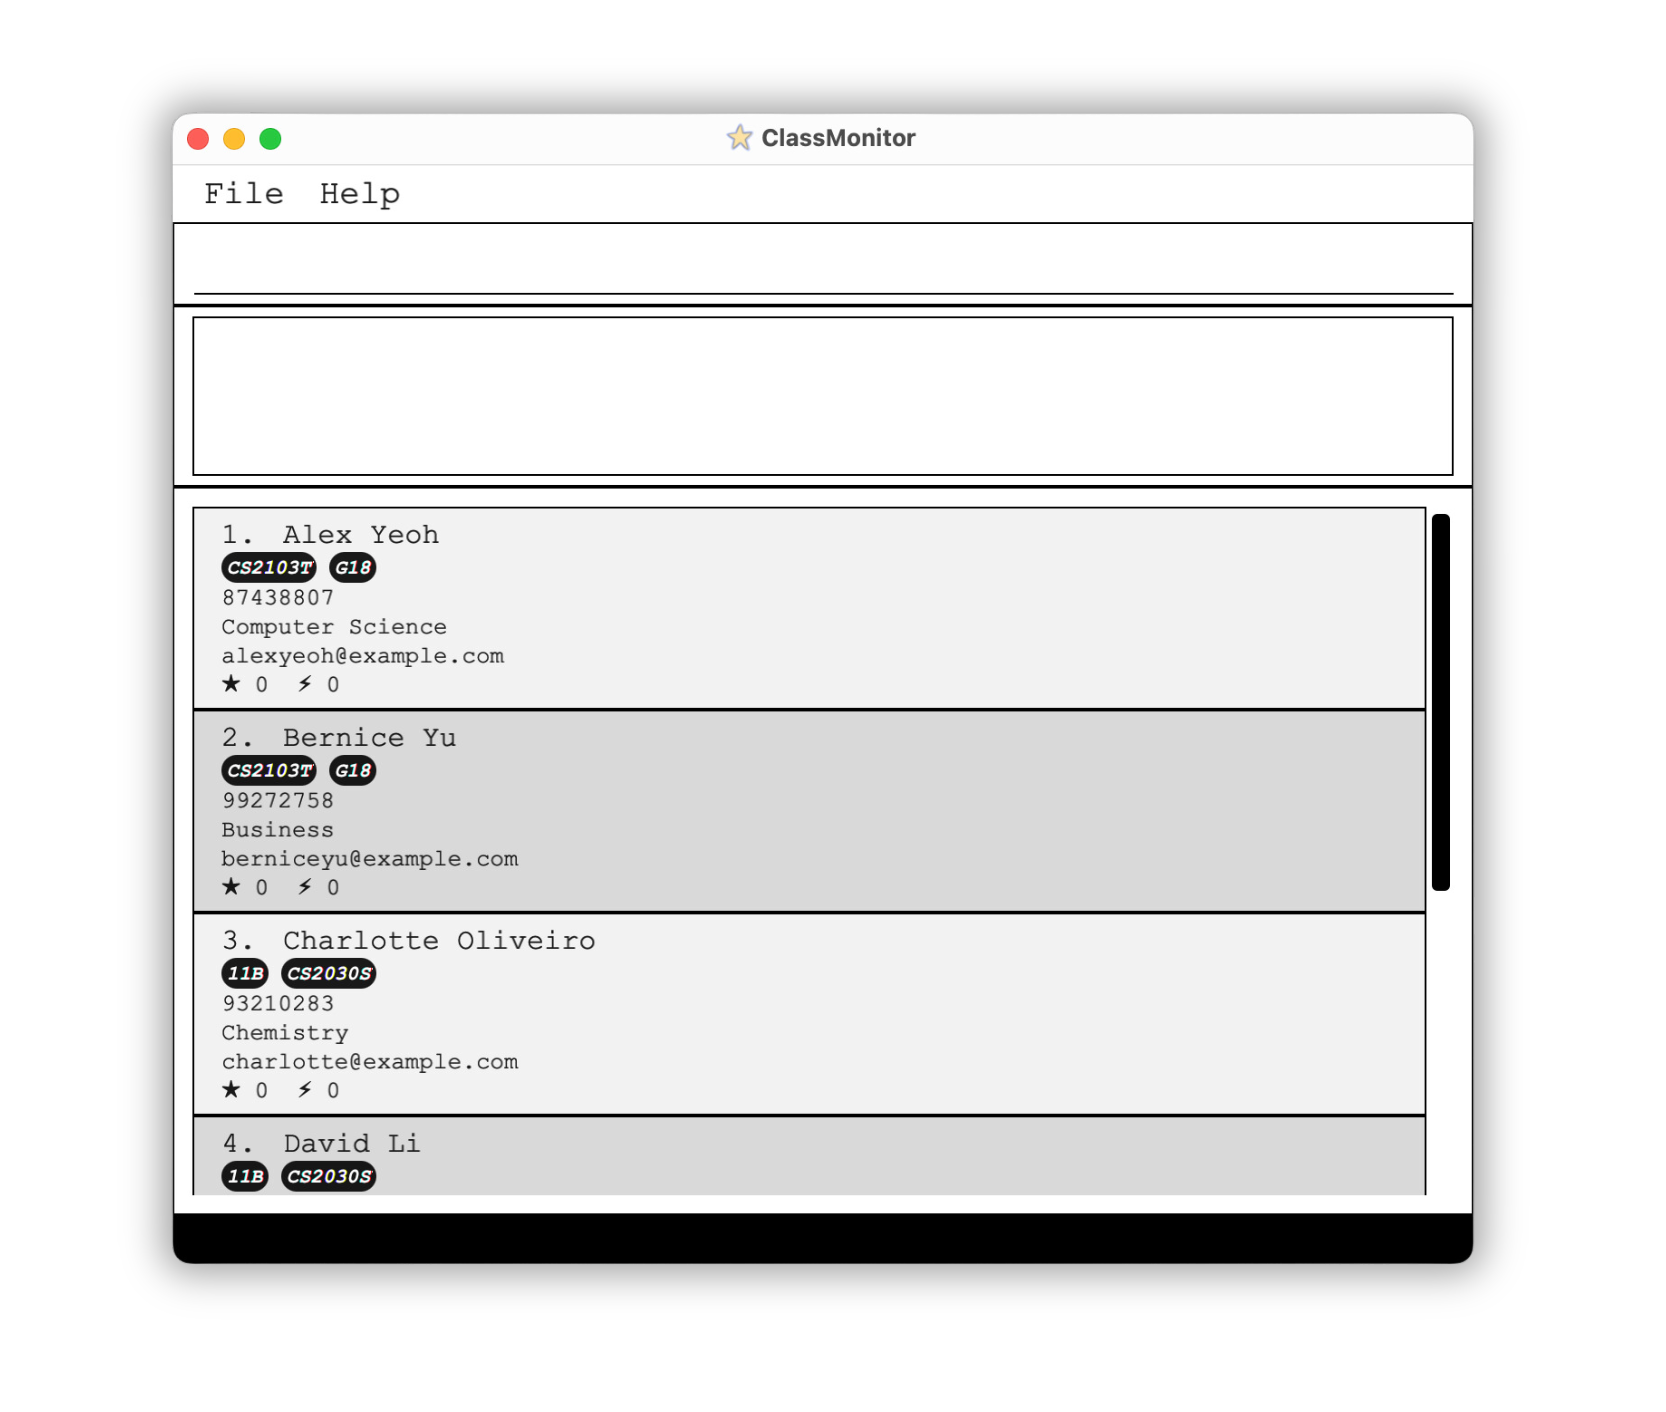 ClassMonitor
File Help
1. Alex Yeoh
CS2103T G18
87438807
Computer Science
alexyeoh@example.com
★ 0 ⚡ 0
2. Bernice Yu
CS2103T G18
99272758
Business
berniceyu@example.com
★ 0 ⚡ 0
3. Charlotte Oliveiro
11B CS2030S
93210283
Chemistry
charlotte@example.com
★ 0 ⚡ 0
4. David Li
11B CS2030S